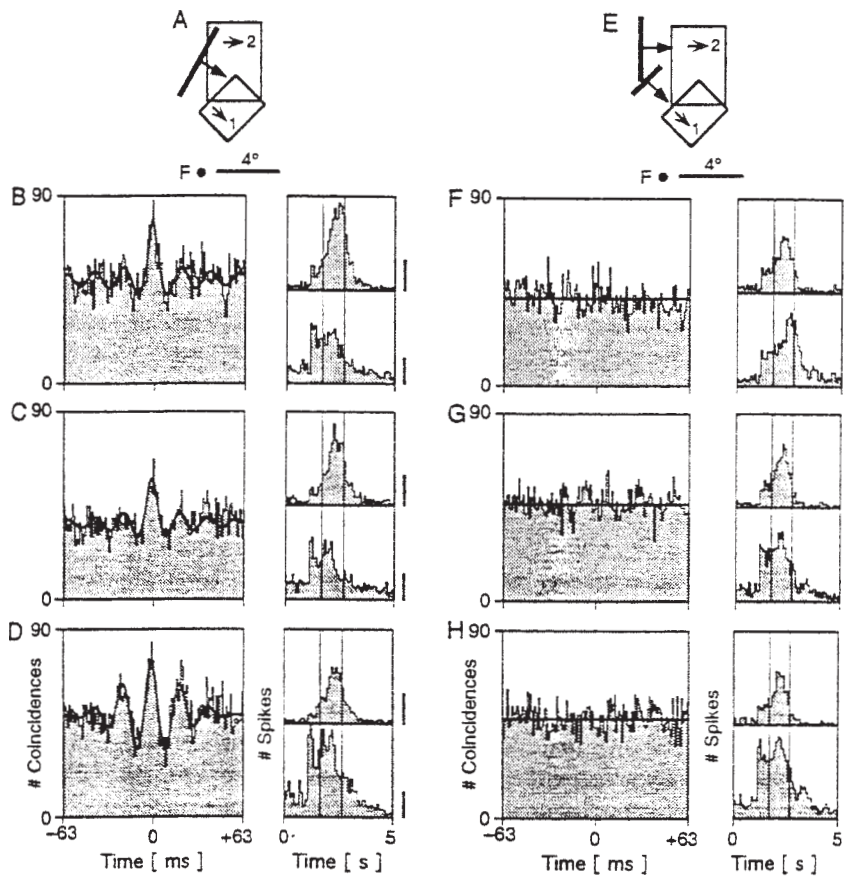 A
E
2
2
1
1
4°
F
4°
F
B
90
0
F
90
0
C
90
0
G
90
0
D
90
0
# Coincidences
# Spikes
H
90
0
# Coincidences
# Spikes
-63
0
+63
0
5
-63
0
+63
0
5
Time [ ms ]
Time [ s ]
Time [ ms ]
Time [ s ]